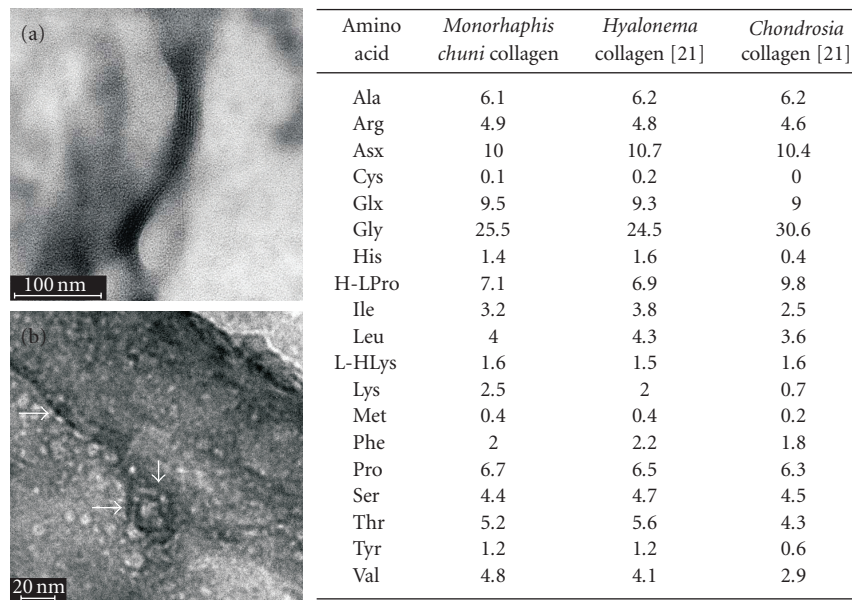 (a)
100 nm
(b)
20 nm
Amino acid Monorhaphis chuni collagen Hyalonema collagen [21] Chondrosia collagen [21]
Ala 6.1 6.2 6.2
Arg 4.9 4.8 4.6
Asx 10 10.7 10.4
Cys 0.1 0.2 0
Glx 9.5 9.3 9
Gly 25.5 24.5 30.6
His 1.4 1.6 0.4
H-LPro 7.1 6.9 9.8
Ile 3.2 3.8 2.5
Leu 4 4.3 3.6
L-HLys 1.6 1.5 1.6
Lys 2.5 2 0.7
Met 0.4 0.4 0.2
Phe 2 2.2 1.8
Pro 6.7 6.5 6.3
Ser 4.4 4.7 4.5
Thr 5.2 5.6 4.3
Tyr 1.2 1.2 0.6
Val 4.8 4.1 2.9